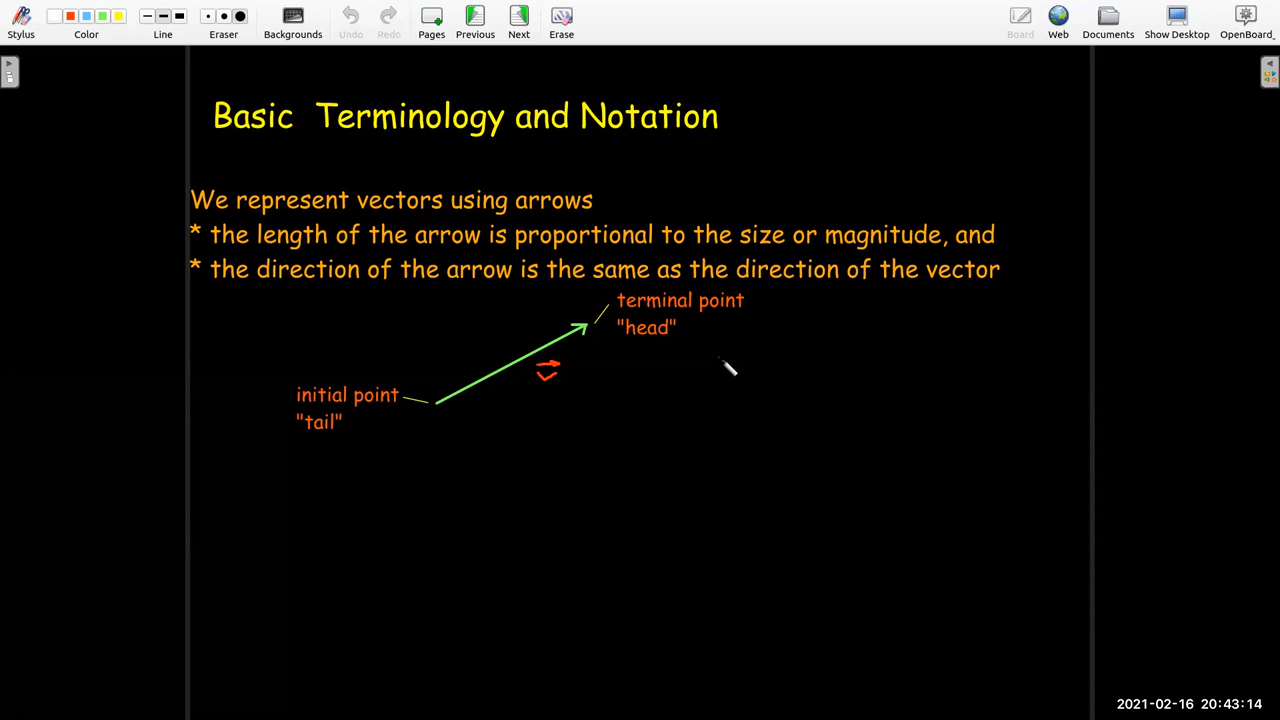 Stylus Color Line Eraser Backgrounds Undo Redo Pages Previous Next Erase Board Web Documents Show Desktop OpenBoard
Basic Terminology and Notation
We represent vectors using arrows
* the length of the arrow is proportional to the size or magnitude, and
* the direction of the arrow is the same as the direction of the vector
terminal point
"head"
v⃗
initial point
"tail"
2021-02-16 20:43:14